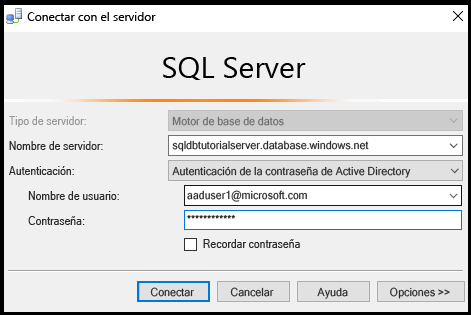 Conectar con el servidor
SQL Server
Tipo de servidor: Motor de base de datos
Nombre de servidor: sqldbtutorialserver.database.windows.net
Autenticación: Autenticación de la contraseña de Active Directory
Nombre de usuario: aaduser1@microsoft.com
Contraseña: ************
Recordar contraseña
Conectar Cancelar Ayuda Opciones >>